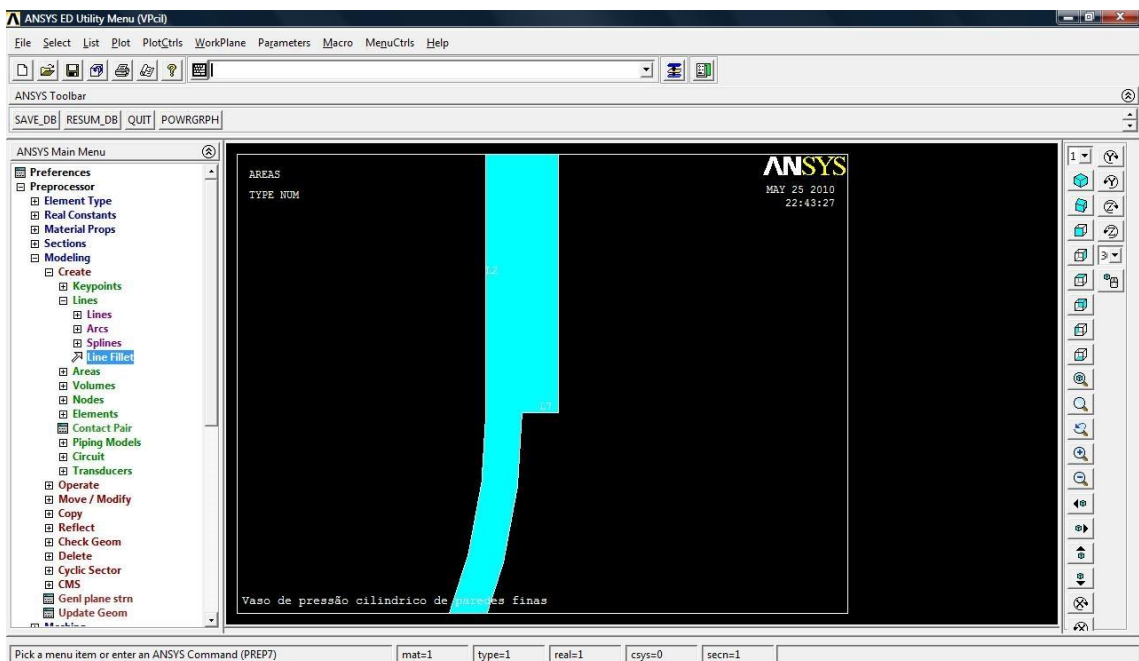 ANSYS ED Utility Menu (VPcil)
File Select List Plot PlotCtrls WorkPlane Parameters Macro MenuCtrls Help
ANSYS Toolbar
SAVE_DB RESUM_DB QUIT POWRGRPH
ANSYS Main Menu
Preferences
Preprocessor
Element Type
Real Constants
Material Props
Sections
Modeling
Create
Keypoints
Lines
Lines
Arcs
Splines
Line Fillet
Areas
Volumes
Nodes
Elements
Contact Pair
Piping Models
Circuit
Transducers
Operate
Move / Modify
Copy
Reflect
Check Geom
Delete
Cyclic Sector
CMS
Genl plane strn
Update Geom
AREAS
TYPE NUM
ANSYS
MAY 25 2010
22:43:27
L2
L7
Vaso de pressão cilindrico de paredes finas
1
Y
Y
Z
Z
Pick a menu item or enter an ANSYS Command (PREP7) mat=1 type=1 real=1 csys=0 secn=1